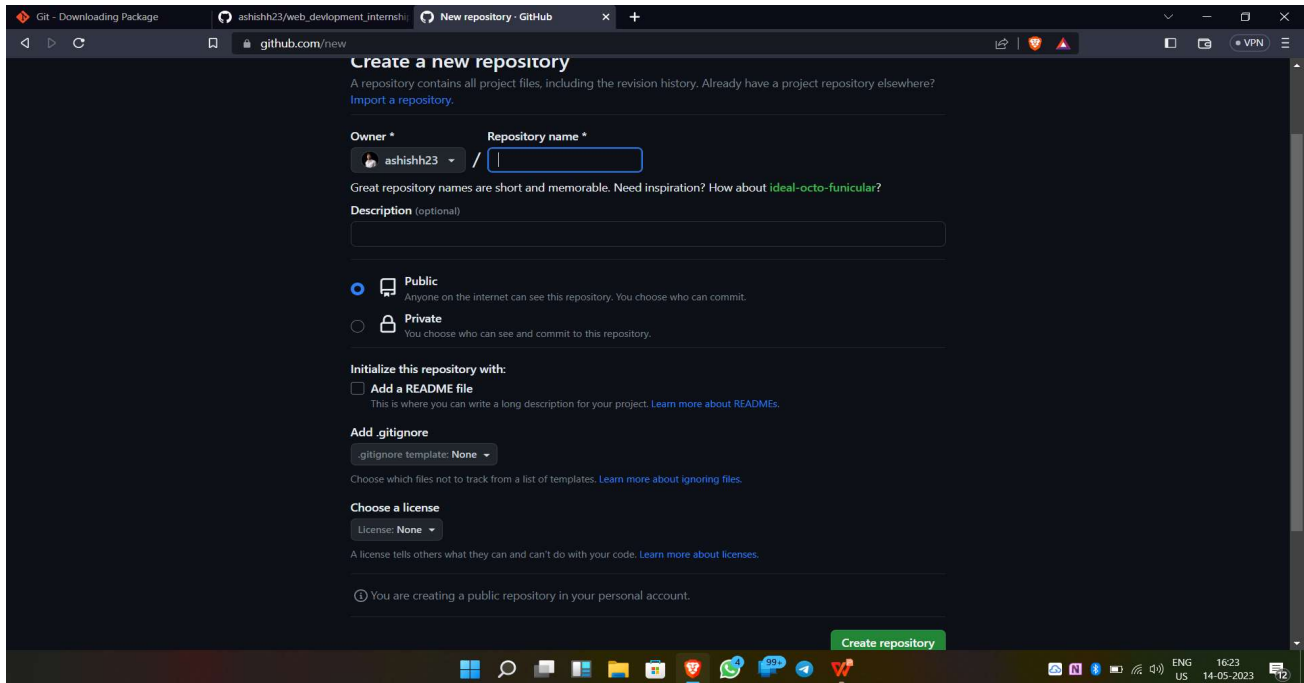 Git - Downloading Package
ashishh23/web_devlopment_internshi
New repository · GitHub
github.com/new
VPN
Create a new repository
A repository contains all project files, including the revision history. Already have a project repository elsewhere?
Import a repository.
Owner *
Repository name *
ashishh23
/
Great repository names are short and memorable. Need inspiration? How about ideal-octo-funicular?
Description (optional)
Public
Anyone on the internet can see this repository. You choose who can commit.
Private
You choose who can see and commit to this repository.
Initialize this repository with:
Add a README file
This is where you can write a long description for your project. Learn more about READMEs.
Add .gitignore
.gitignore template: None
Choose which files not to track from a list of templates. Learn more about ignoring files.
Choose a license
License: None
A license tells others what they can and can't do with your code. Learn more about licenses.
You are creating a public repository in your personal account.
Create repository
4
99+
ENG
US
16:23
14-05-2023
12